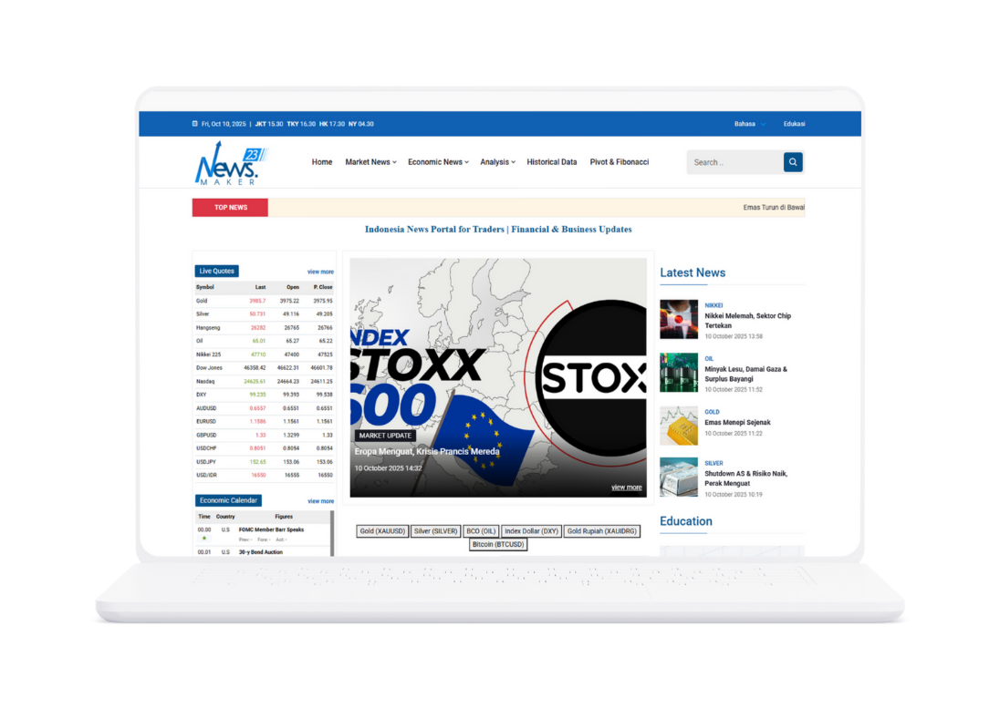 Fri, Oct 10, 2025 | JKT 15.30 TKY 16.30 HK 17.30 NY 04.30
Bahasa
Edukasi
News. 23
MAKER
Home
Market News
Economic News
Analysis
Historical Data
Pivot & Fibonacci
Search...
TOP NEWS
Emas Turun di Bawal
Indonesia News Portal for Traders | Financial & Business Updates
Live Quotes
view more
Symbol Last Open P. Close
Gold 3985.7 3975.22 3975.95
Silver 50.731 49.116 49.205
Hangseng 26282 26765 26766
Oil 65.01 65.27 65.22
Nikkei 225 47710 47400 47525
Dow Jones 46358.42 46622.31 46601.78
Nasdaq 24625.61 24664.23 24611.25
DXY 99.235 99.393 99.538
AUDUSD 0.6557 0.6551 0.6551
EURUSD 1.1586 1.1561 1.1561
GBPUSD 1.33 1.3299 1.33
USDCHF 0.8051 0.8054 0.8054
USDJPY 152.65 153.06 153.06
USD/IDR 16550 16555 16550
Economic Calendar
view more
Time Country Figures
00.00 U.S FOMC Member Barr Speaks
Prev: - Fore: - Act: -
00.01 U.S 30-y Bond Auction
INDEX
STOXX
600
STOX
MARKET UPDATE
Eropa Menguat, Krisis Prancis Mereda
10 October 2025 14:32
view more
Gold (XAUUSD) Silver (SILVER) BCO (OIL) Index Dollar (DXY) Gold Rupiah (XAUIDRG)
Bitcoin (BTCUSD)
Latest News
NIKKEI
Nikkei Melemah, Sektor Chip
Tertekan
10 October 2025 13:58
OIL
Minyak Lesu, Damai Gaza &
Surplus Bayangi
10 October 2025 11:52
GOLD
Emas Menepi Sejenak
10 October 2025 11:22
SILVER
Shutdown AS & Risiko Naik,
Perak Menguat
10 October 2025 10:19
Education